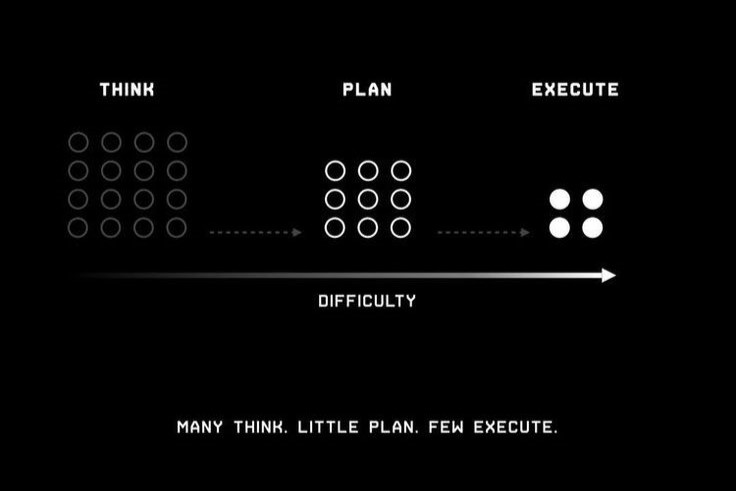 THINK
PLAN
EXECUTE
DIFFICULTY
MANY THINK. LITTLE PLAN. FEW EXECUTE.